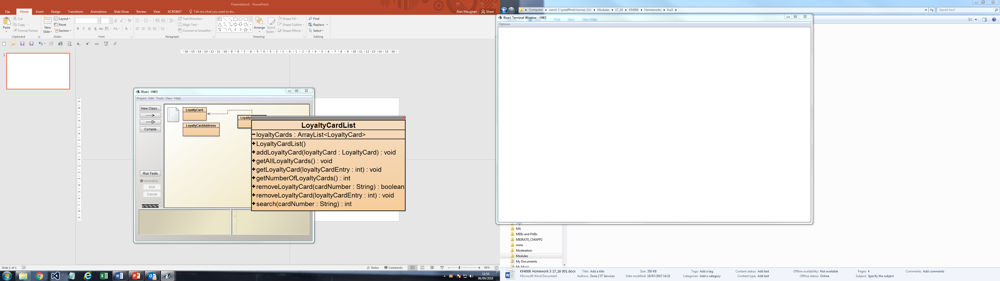 Presentation1 - PowerPoint
File Home Insert Design Transitions Animations Slide Show Review View ACROBAT Tell me what you want to do... Alan Maughan Share
Paste
Cut
Copy
Format Painter
Clipboard
New Slide
Layout
Reset
Section
Slides
Font
Text Direction
Align Text
Convert to SmartArt
Paragraph
Arrange
Quick Styles
Shape Fill
Shape Outline
Shape Effects
Drawing
Find
Replace
Select
Editing
1
16 15 14 13 12 11 10 9 8 7 6 5 4 3 2 1 0 1 2 3 4 5 6 7 8 9 10 11 12 13 14 15 16
BlueJ: HW3
Project Edit Tools View Help
New Class...
Compile
Run Tests
recording
End
Cancel
LoyaltyCard
LoyaltyCardAddress
LoyaltyCardList
loyaltyCards : ArrayList<LoyaltyCard>
LoyaltyCardList()
addLoyaltyCard(loyaltyCard : LoyaltyCard) : void
getAllLoyaltyCards() : void
getLoyaltyCard(loyaltyCardEntry : int) : void
getNumberOfLoyaltyCards() : int
removeLoyaltyCard(cardNumber : String) : boolean
removeLoyaltyCard(loyaltyCardEntry : int) : void
search(cardNumber : String) : int
Slide 1 of 1
Notes Comments 66%
11:53
06/09/2018
Computer izam1 (\\pstafffsnb\home) (U:) Modules 17_18 KF4006 Homeworks hw3
Search hw3
BlueJ: Terminal Window - HW3
Options
MA
MEBs and PABs
MIGRATE_CMAPP2
mine
Moderation
Modules
My Documents
My Music
KF4006 Homework 3 17_18 001.docx Title: Add a title Size: 350 KB Tags: Add a tag Content status: Add text Offline availability: Not available Pages: 4 Comments: Add comments
Microsoft Word Document Authors: Zone 2 IT Services Date modified: 19/07/2017 14:21 Categories: Add a category Content type: Add text Offline status: Online Subject: Specify the subject